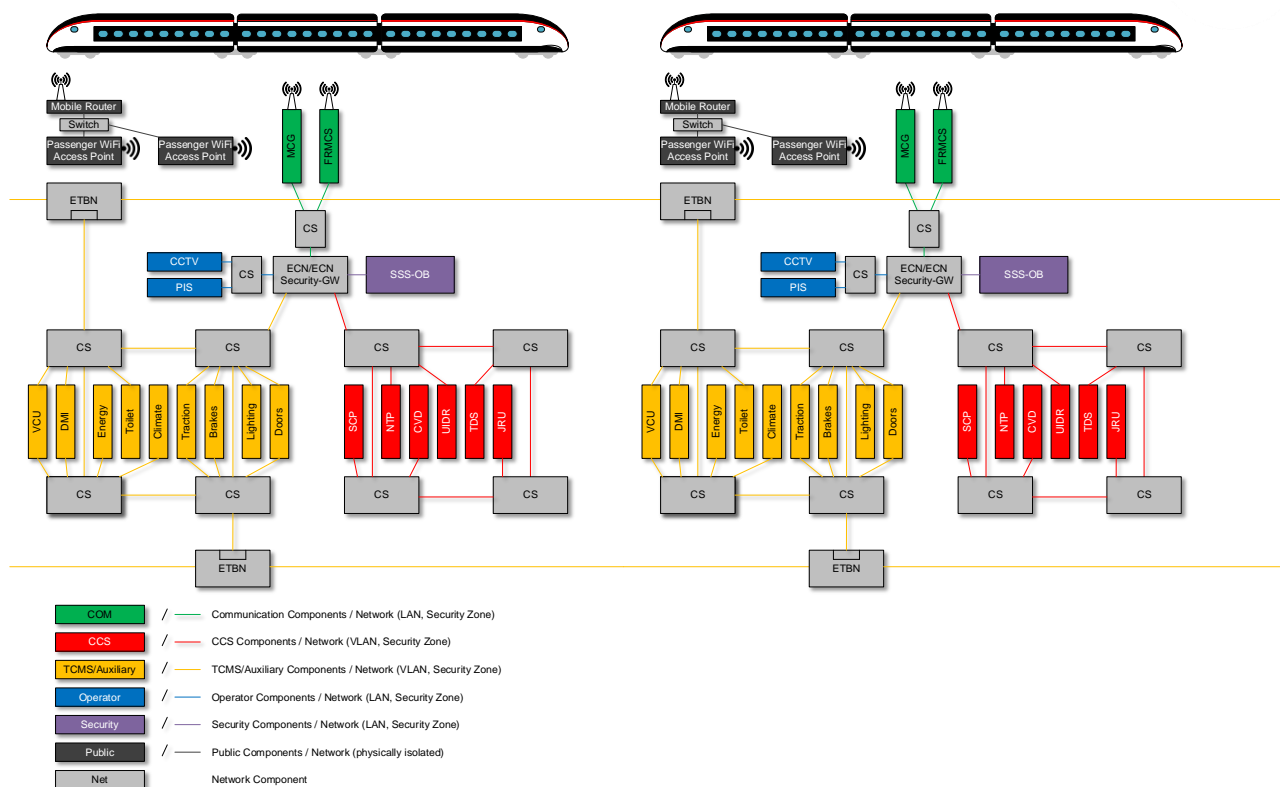 Mobile Router
Switch
Passenger WiFi
Access Point
Passenger WiFi
Access Point
MCG
FRMCS
ETBN
CS
CCTV
PIS
CS
ECN/ECN
Security-GW
SSS-OB
CS
CS
CS
CS
VCU
DMI
Energy
Toilet
Climate
Traction
Brakes
Lighting
Doors
SCP
NTP
CVD
UIDR
TDS
JRU
CS
CS
CS
CS
ETBN
Mobile Router
Switch
Passenger WiFi
Access Point
Passenger WiFi
Access Point
MCG
FRMCS
ETBN
CS
CCTV
PIS
CS
ECN/ECN
Security-GW
SSS-OB
CS
CS
CS
CS
VCU
DMI
Energy
Toilet
Climate
Traction
Brakes
Lighting
Doors
SCP
NTP
CVD
UIDR
TDS
JRU
CS
CS
CS
CS
ETBN
COM / Communication Components / Network (LAN, Security Zone)
CCS / CCS Components / Network (VLAN, Security Zone)
TCMS/Auxiliary / TCMS/Auxiliary Components / Network (VLAN, Security Zone)
Operator / Operator Components / Network (LAN, Security Zone)
Security / Security Components / Network (LAN, Security Zone)
Public / Public Components / Network (physically isolated)
Net Network Component